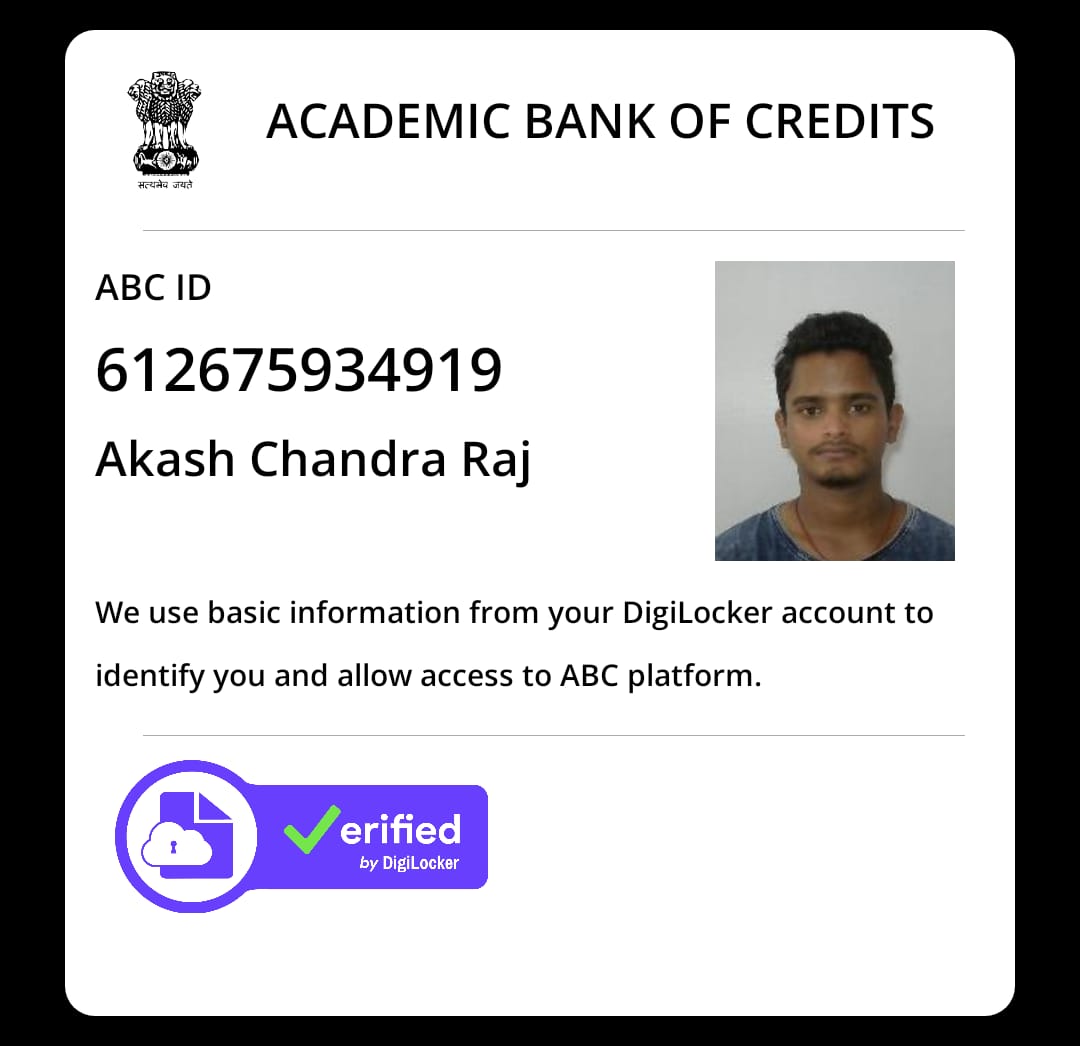 ACADEMIC BANK OF CREDITS
सत्यमेव जयते
ABC ID
612675934919
Akash Chandra Raj
We use basic information from your DigiLocker account to
identify you and allow access to ABC platform.
erified
by DigiLocker